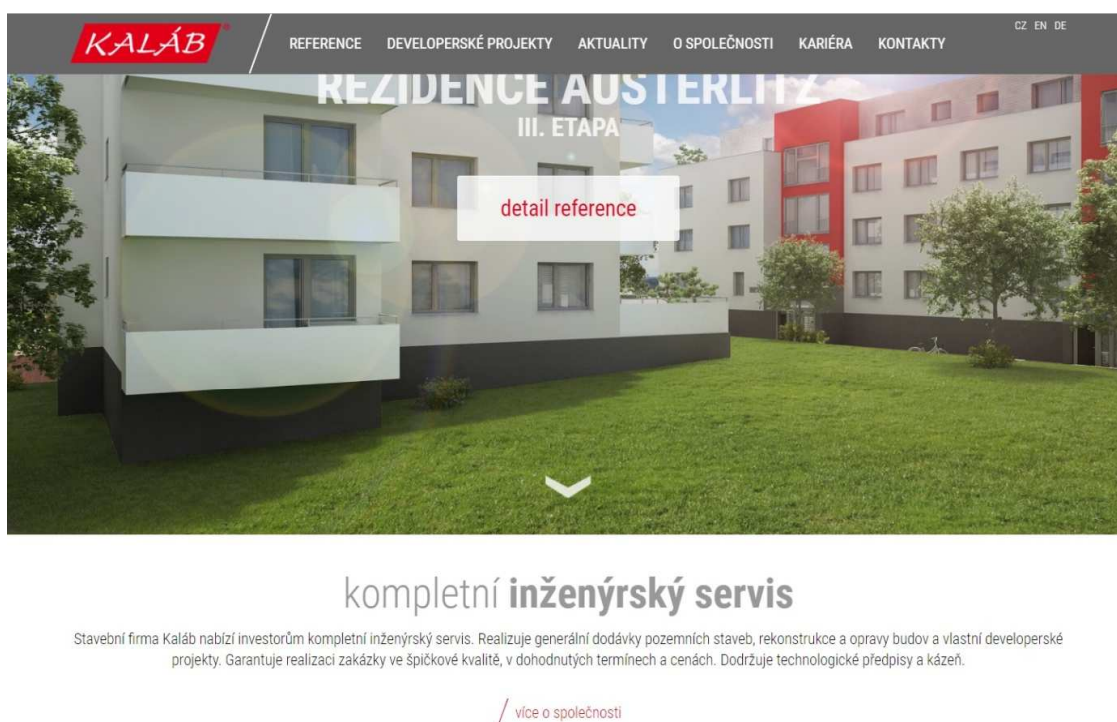 KALÁB®
REFERENCE DEVELOPERSKÉ PROJEKTY AKTUALITY O SPOLEČNOSTI KARIÉRA KONTAKTY
CZ EN DE
REZIDENCE AUSTERLITZ
III. ETAPA
detail reference
kompletní inženýrský servis
Stavební firma Kaláb nabízí investorům kompletní inženýrský servis. Realizuje generální dodávky pozemních staveb, rekonstrukce a opravy budov a vlastní developerské
projekty. Garantuje realizaci zakázky ve špičkové kvalitě, v dohodnutých termínech a cenách. Dodržuje technologické předpisy a kázeň.
/ více o společnosti